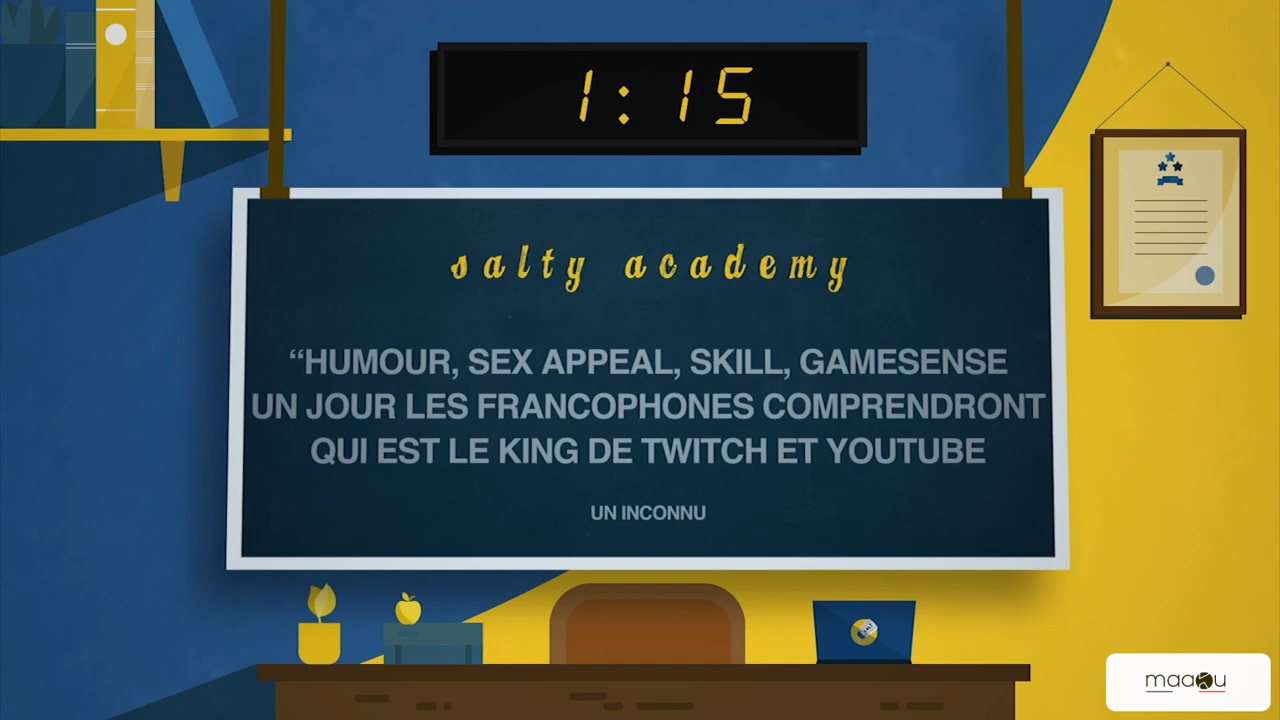 1:15
salty academy
“HUMOUR, SEX APPEAL, SKILL, GAMESENSE
UN JOUR LES FRANCOPHONES COMPRENDRONT
QUI EST LE KING DE TWITCH ET YOUTUBE
UN INCONNU
SALT
maaku